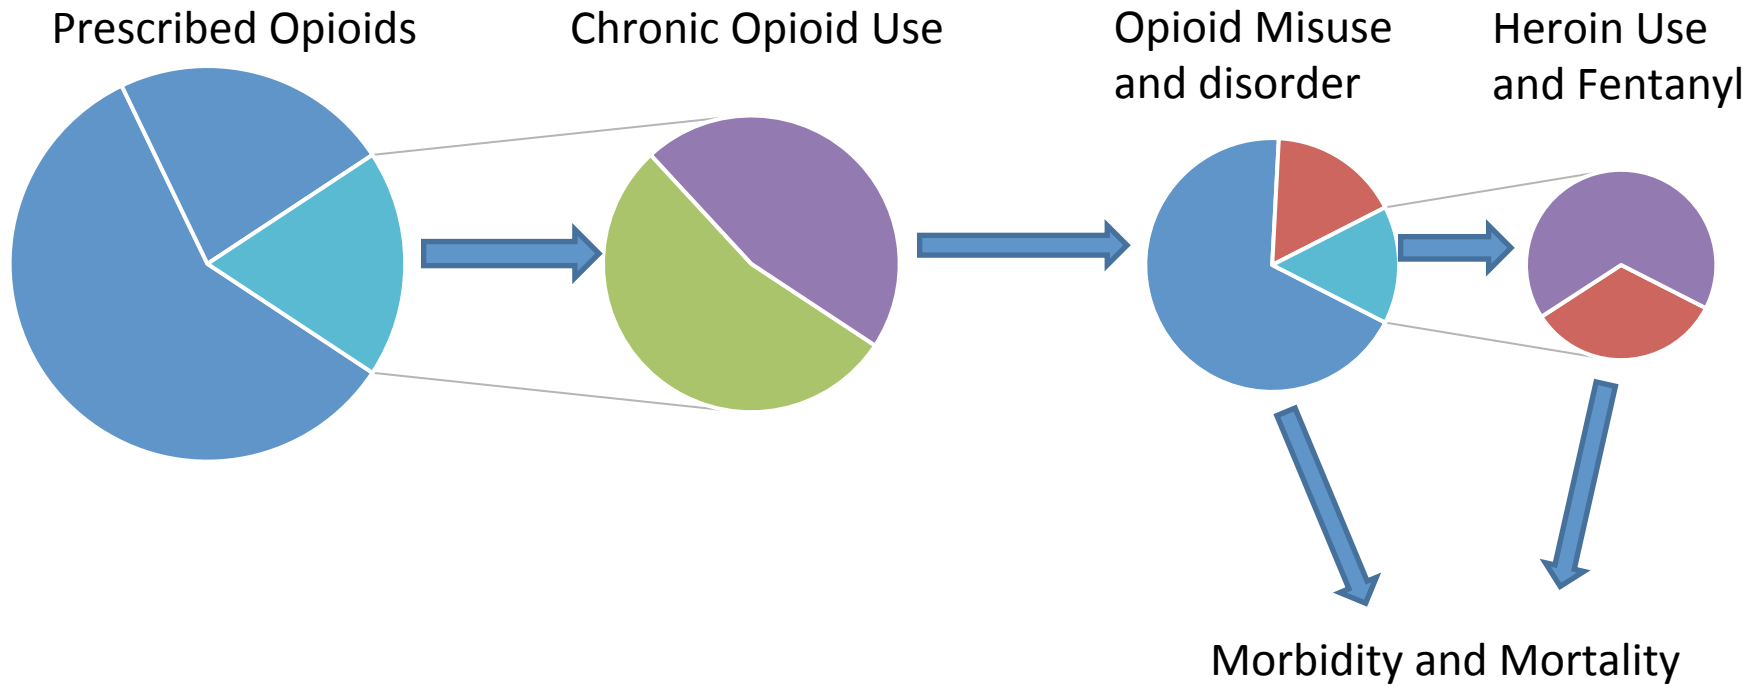 Prescribed Opioids
Chronic Opioid Use
Opioid Misuse
and disorder
Heroin Use
and Fentanyl
Morbidity and Mortality